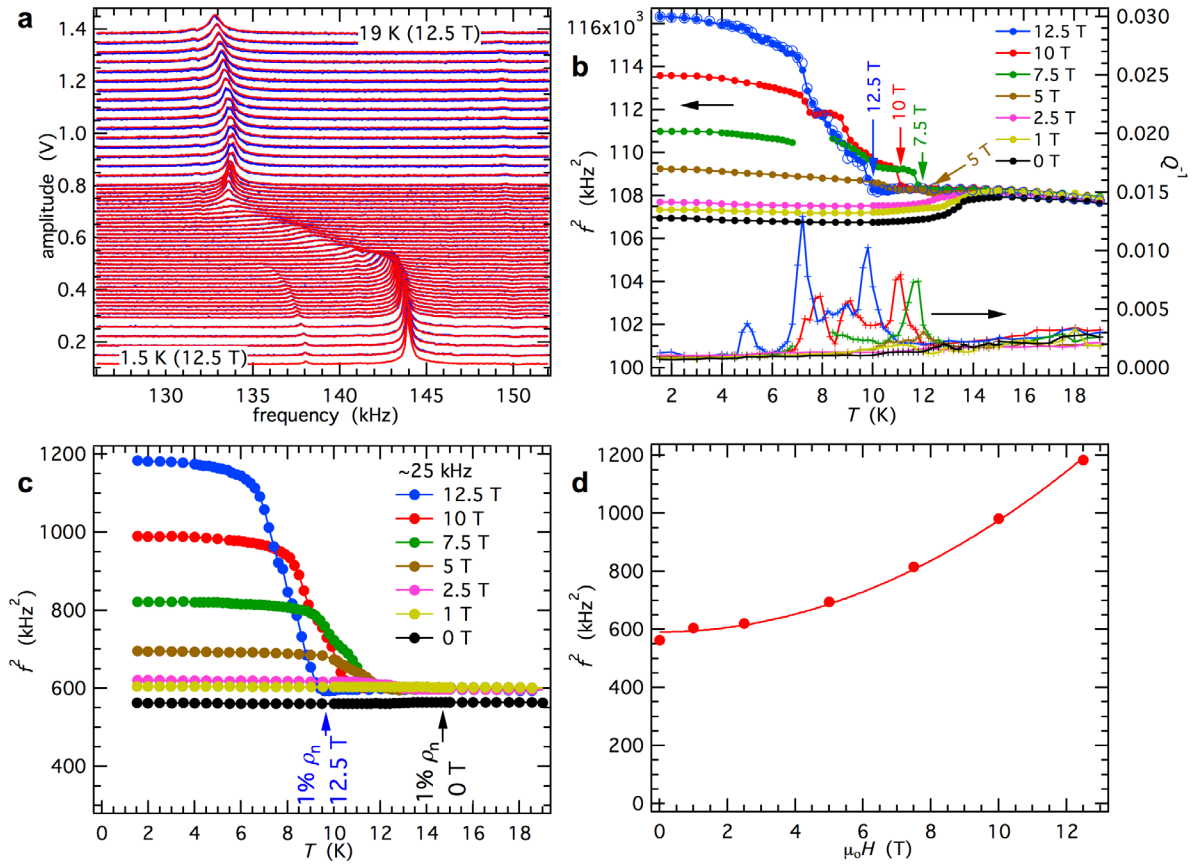 a
1.4
1.2
1.0
0.8
0.6
0.4
0.2
amplitude (V)
19 K (12.5 T)
1.5 K (12.5 T)
130
135
140
145
150
frequency (kHz)
b
116x10³
114
112
110
108
106
104
102
100
f² (kHz²)
12.5 T
10 T
7.5 T
5 T
12.5 T
10 T
7.5 T
5 T
2.5 T
1 T
0 T
0.030
0.025
0.020
0.015
0.010
0.005
0.000
Q⁻¹
2
4
6
8
10
12
14
16
18
T (K)
c
1200
1000
800
600
400
f² (kHz²)
~25 kHz
12.5 T
10 T
7.5 T
5 T
2.5 T
1 T
0 T
1% ρn
12.5 T
1% ρn
0 T
0
2
4
6
8
10
12
14
16
18
T (K)
d
1200
1000
800
600
400
200
0
f² (kHz²)
0
2
4
6
8
10
12
μoH (T)